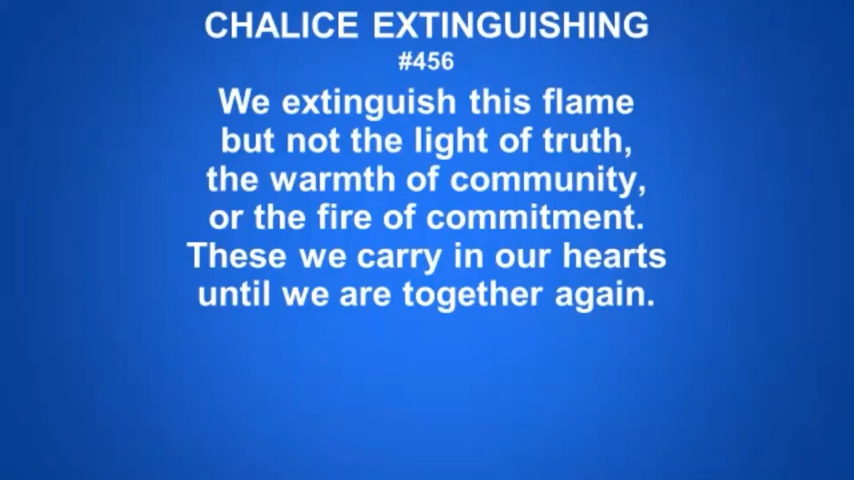 CHALICE EXTINGUISHING
#456
We extinguish this flame
but not the light of truth,
the warmth of community,
or the fire of commitment.
These we carry in our hearts
until we are together again.